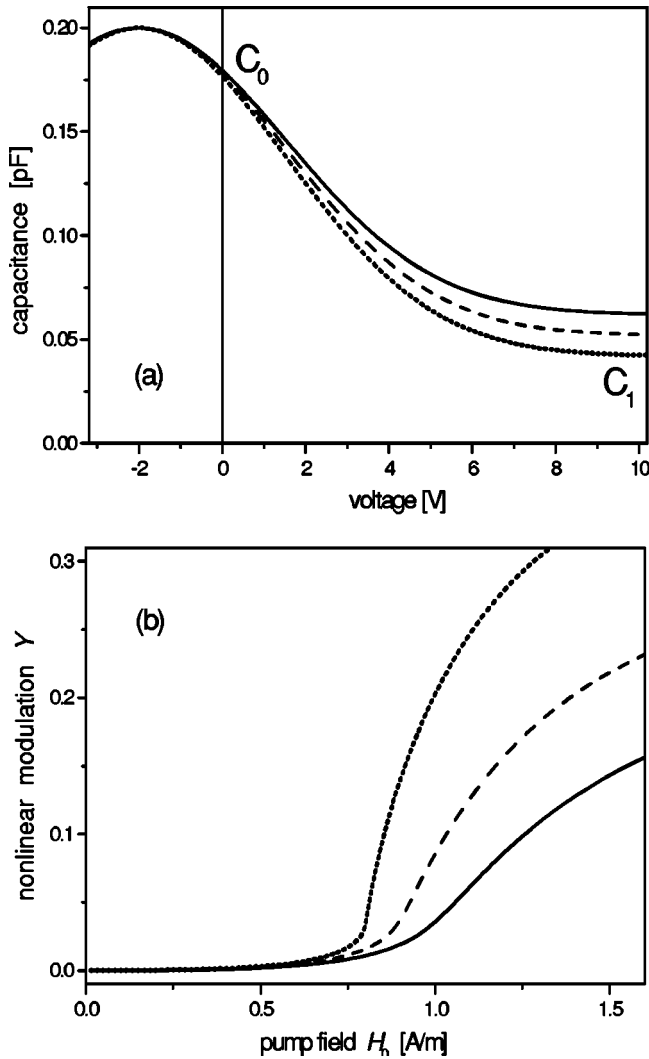 0.20
C0
0.15
capacitance [pF]
0.10
0.05
(a)
C1
0.00
-2 0 2 4 6 8 10
voltage [V]
0.3
(b)
nonlinear modulation Y
0.2
0.1
0.0
0.0 0.5 1.0 1.5
pump field Hp [A/m]